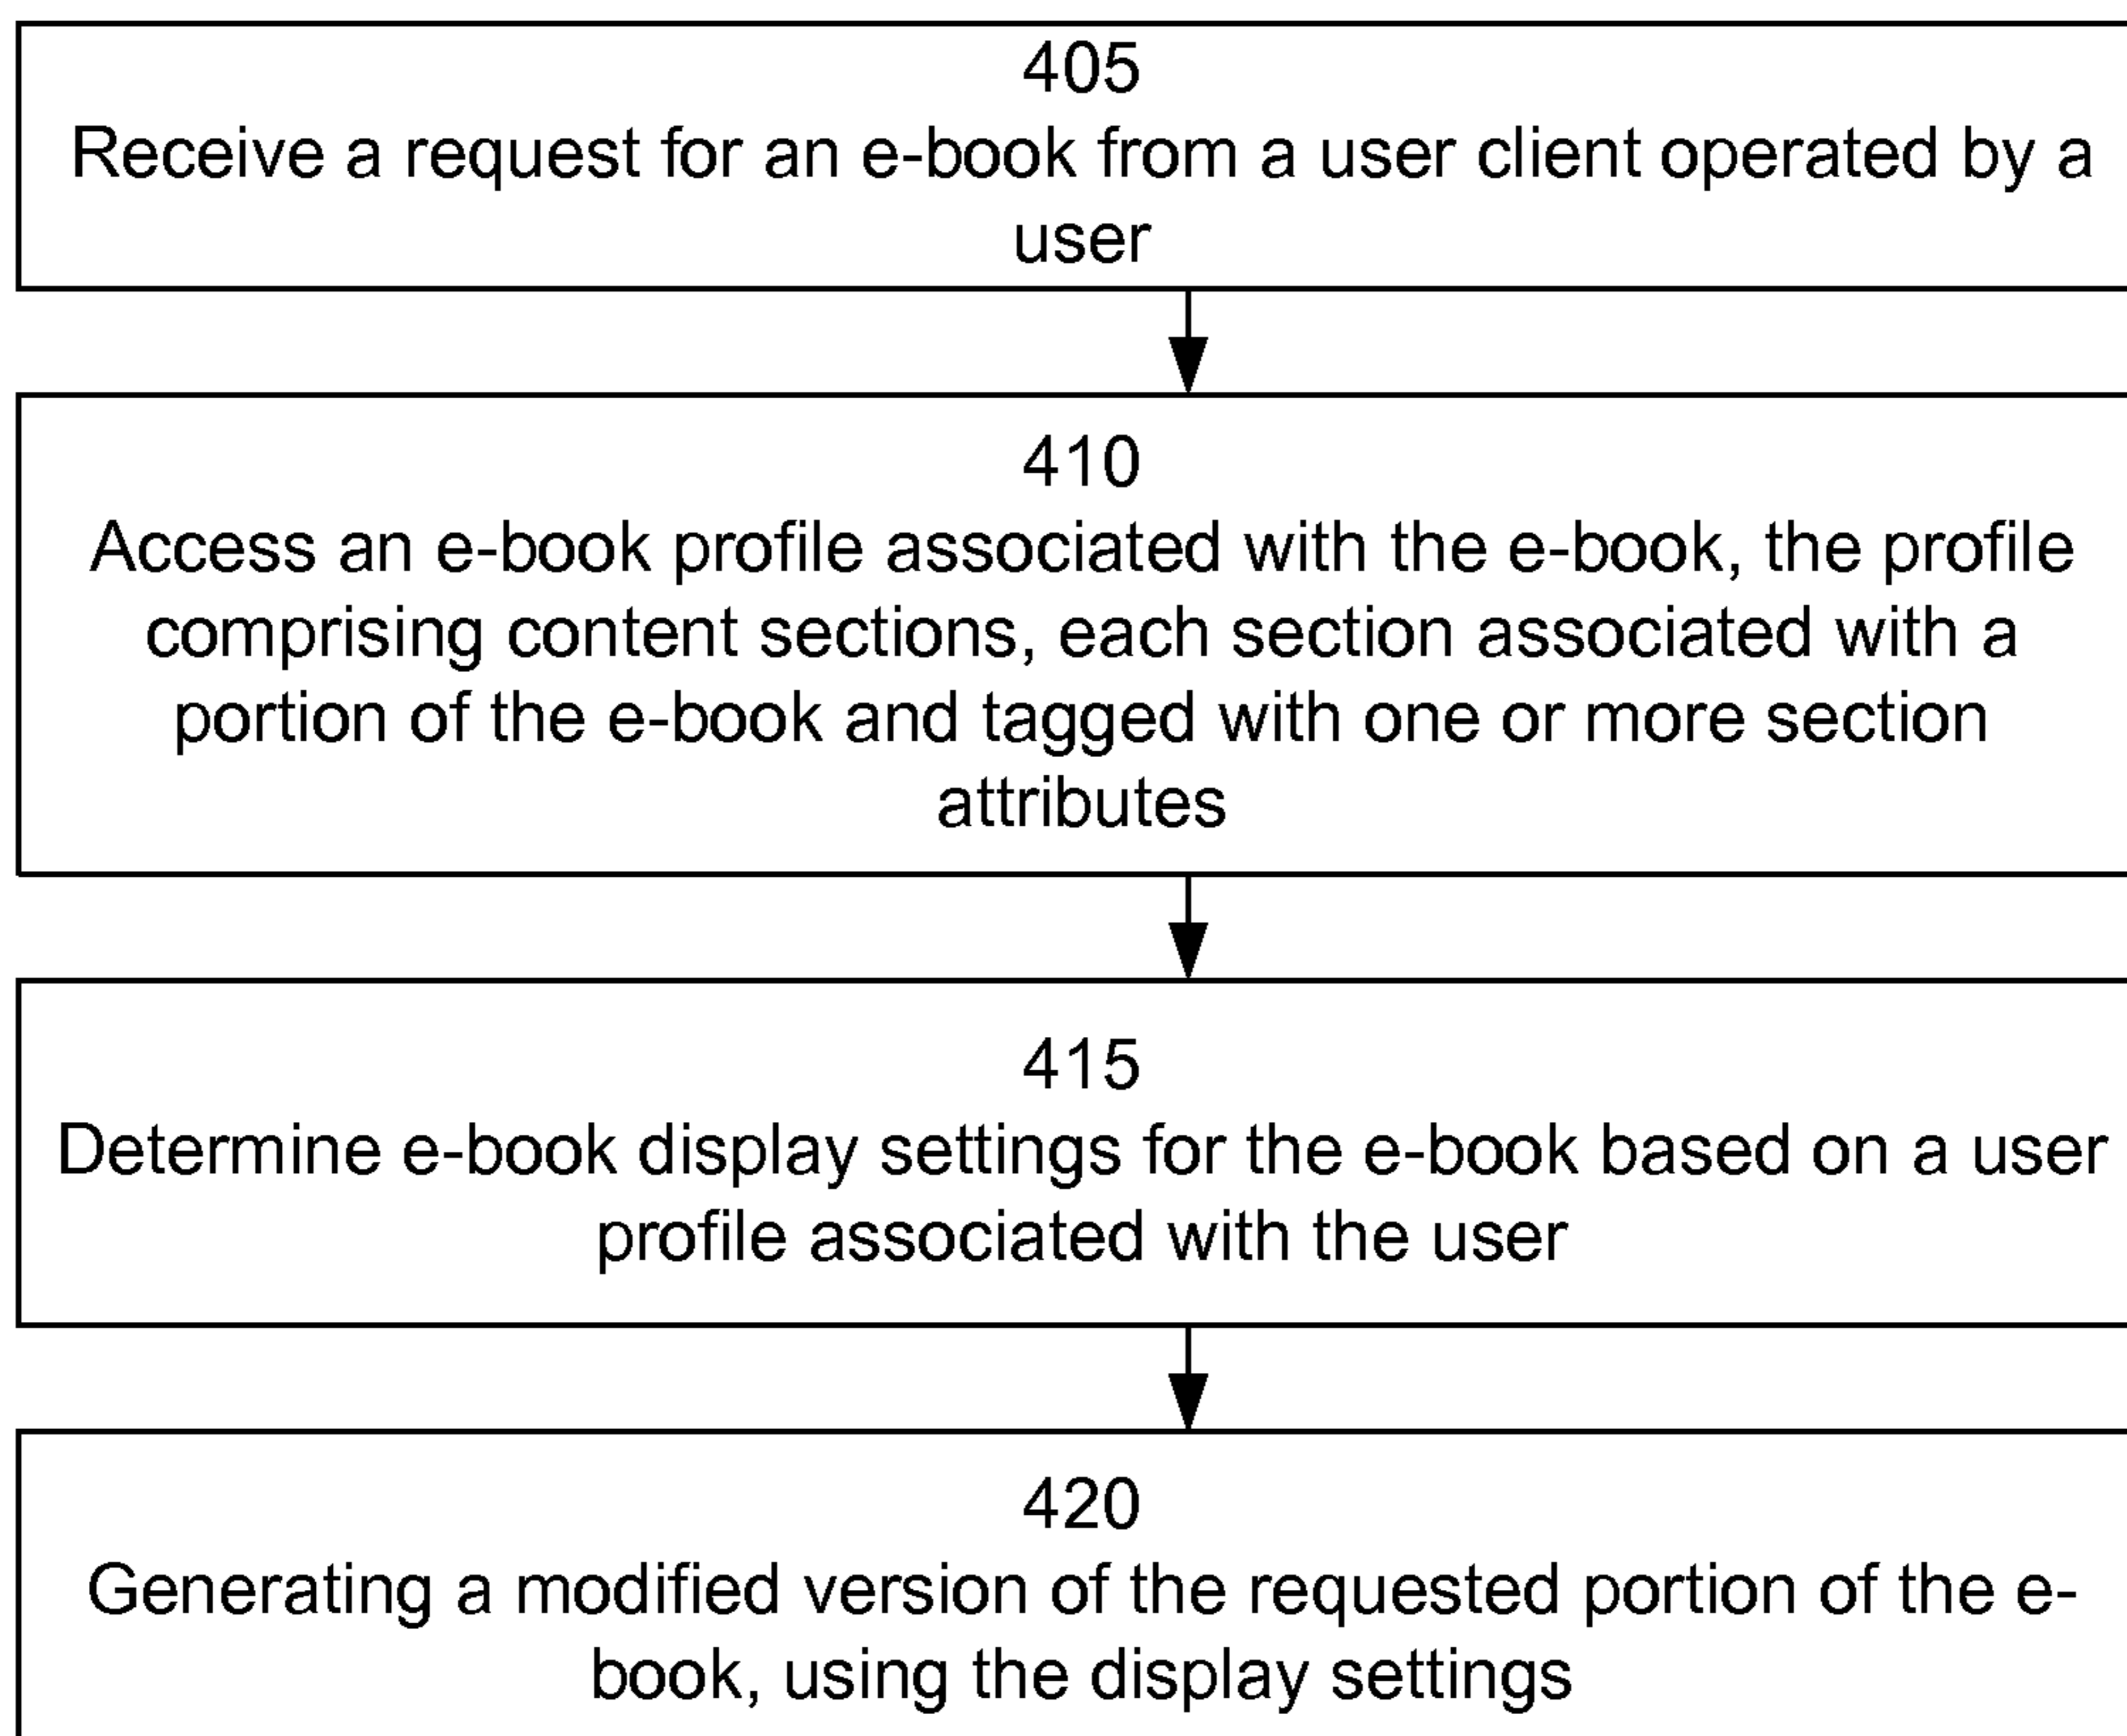 405
Receive a request for an e-book from a user client operated by a
user
410
Access an e-book profile associated with the e-book, the profile
comprising content sections, each section associated with a
portion of the e-book and tagged with one or more section
attributes
415
Determine e-book display settings for the e-book based on a user
profile associated with the user
420
Generating a modified version of the requested portion of the e-
book, using the display settings